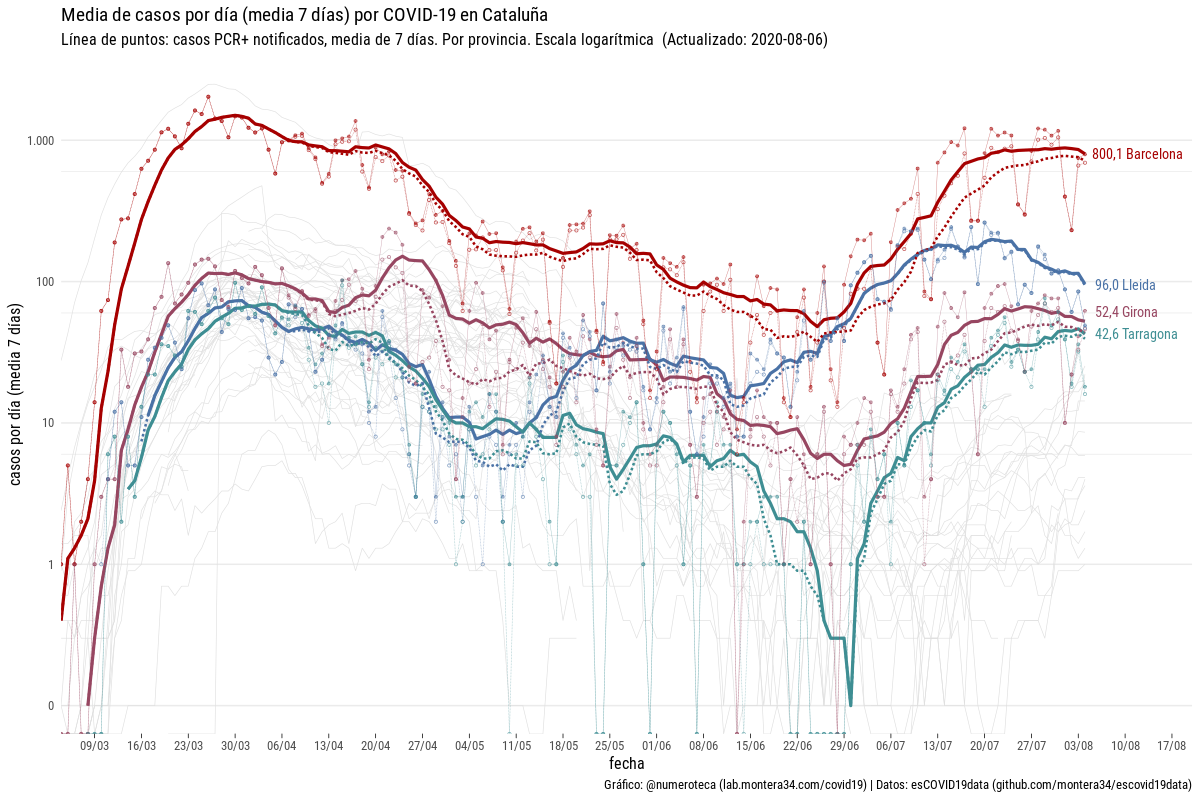 Media de casos por día (media 7 días) por COVID-19 en Cataluña
Línea de puntos: casos PCR+ notificados, media de 7 días. Por provincia. Escala logarítmica  (Actualizado: 2020-08-06)
casos por día (media 7 días)
1.000
100
10
1
0
800,1 Barcelona
96,0 Lleida
52,4 Girona
42,6 Tarragona
09/03 16/03 23/03 30/03 06/04 13/04 20/04 27/04 04/05 11/05 18/05 25/05 01/06 08/06 15/06 22/06 29/06 06/07 13/07 20/07 27/07 03/08 10/08 17/08
fecha
Gráfico: @numeroteca (lab.montera34.com/covid19) | Datos: esCOVID19data (github.com/montera34/escovid19data)